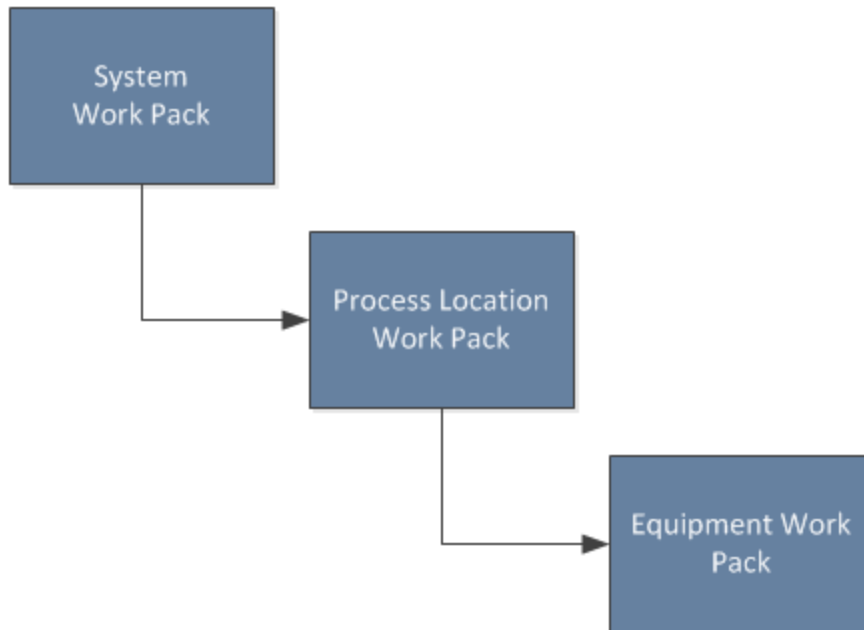 System
Work Pack
Process Location
Work Pack
Equipment Work
Pack